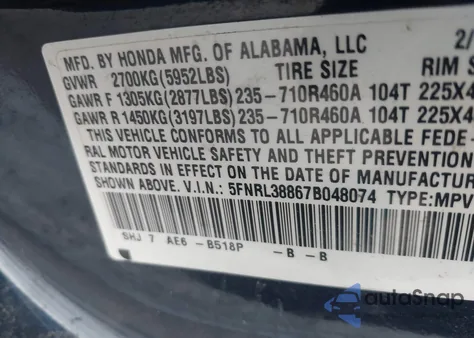 MFD. BY HONDA MFG. OF ALABAMA, LLC 2/
GVWR 2700KG(5952LBS) TIRE SIZE RIM S
GAWR F 1305KG(2877LBS)235-710R460A 104T 225X4
GAWR R1450KG(3197LBS)235-710R460A 104T 225X4
THIS VEHICLE CONFORMS TO ALL APPLICABLE FEDE-
RAL MOTOR VEHICLE SAFETY AND THEFT PREVENTION
STANDARDS IN EFFECT ON THE DATE OF MANUFACTUR
SHOWN ABOVE. V.I.N.: 5FNRL38867B048074 TYPE:MPV
SHJ 7 AE6 -B518P -B -B
autoSnap